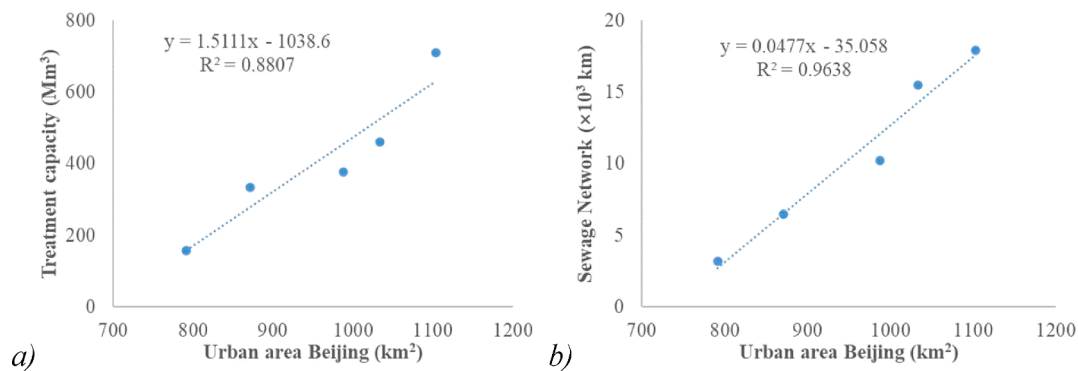 800
600
400
200
0
Treatment capacity (Mm³)
y = 1.5111x - 1038.6
R² = 0.8807
700 800 900 1000 1100 1200
Urban area Beijing (km²)
a)
20
15
10
5
0
Sewage Network (×10³ km)
y = 0.0477x - 35.058
R² = 0.9638
700 800 900 1000 1100 1200
Urban area Beijing (km²)
b)